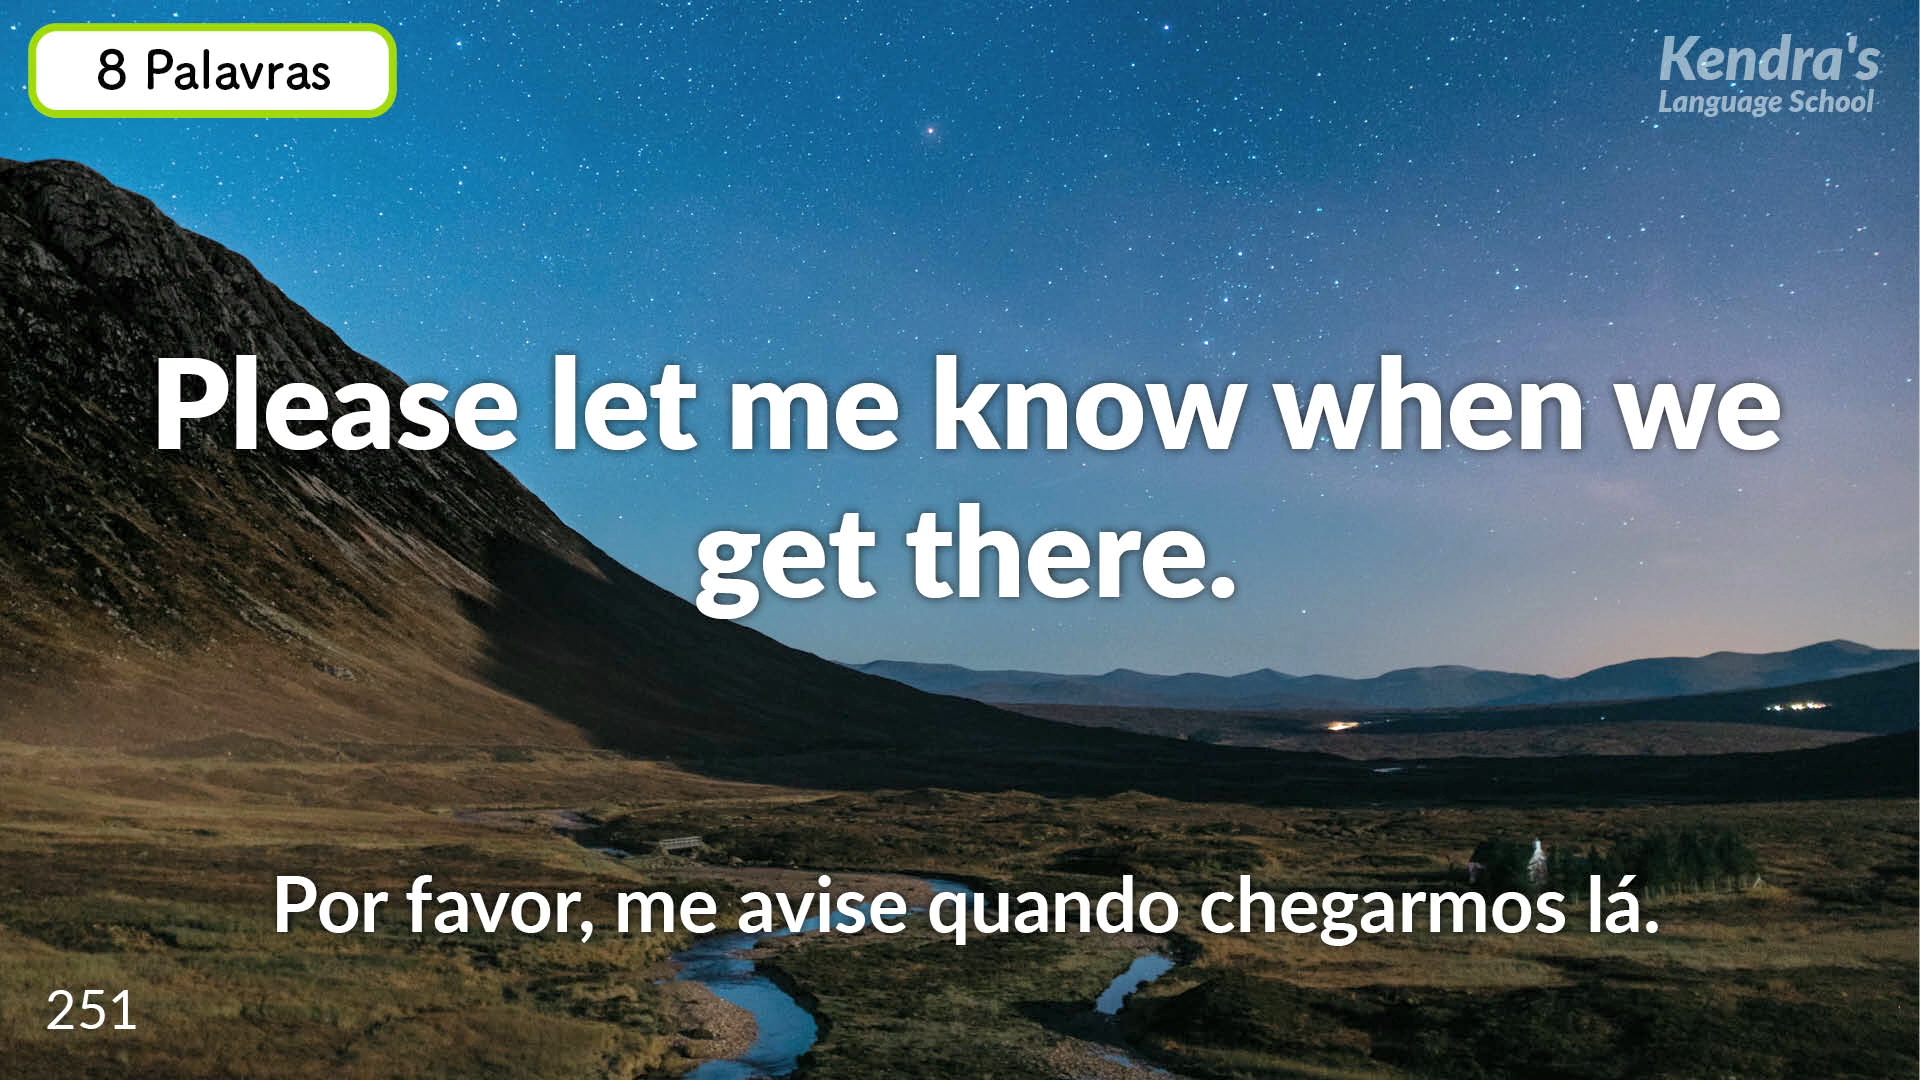 8 Palavras
Kendra's
Language School
Please let me know when we
get there.
Por favor, me avise quando chegarmos lá.
251